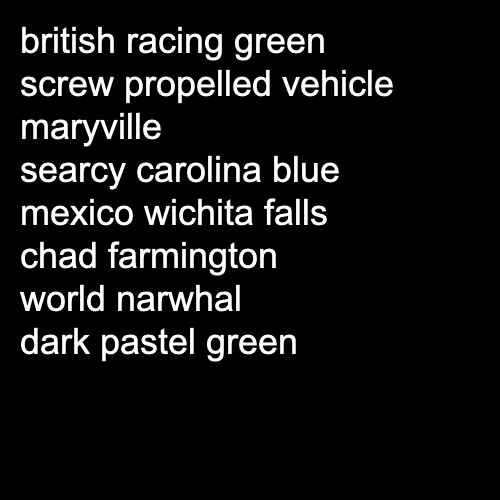 british racing green
screw propelled vehicle
maryville
searcy carolina blue
mexico wichita falls
chad farmington
world narwhal
dark pastel green